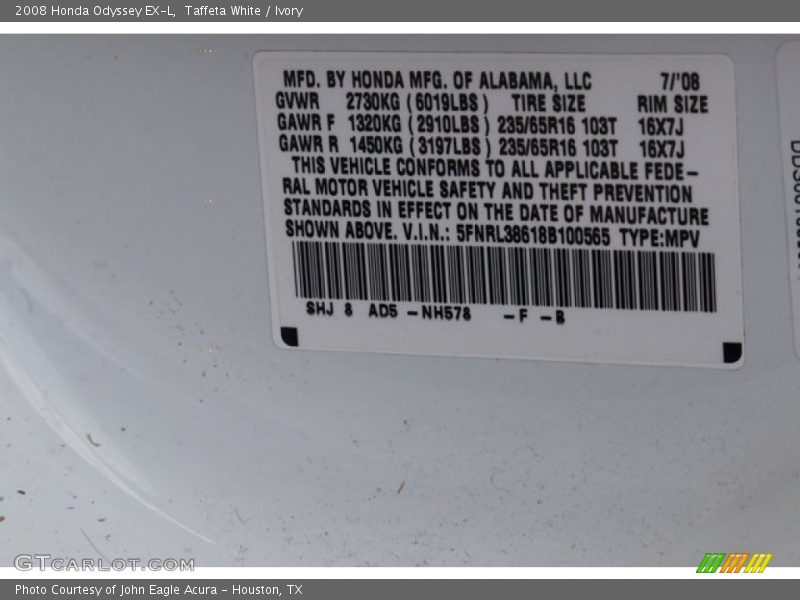 2008 Honda Odyssey EX-L, Taffeta White / Ivory
MFD. BY HONDA MFG. OF ALABAMA, LLC 7/'08
GVWR 2730KG (6019LBS) TIRE SIZE RIM SIZE
GAWR F 1320KG (2910LBS) 235/65R16 103T 16X7J
GAWR R 1450KG (3197LBS) 235/65R16 103T 16X7J
THIS VEHICLE CONFORMS TO ALL APPLICABLE FEDE-
RAL MOTOR VEHICLE SAFETY AND THEFT PREVENTION
STANDARDS IN EFFECT ON THE DATE OF MANUFACTURE
SHOWN ABOVE. V.I.N.: 5FNRL38618B100565 TYPE:MPV
SHJ 8 AD5 -NH578 -F -B
GTCARLOT.COM
Photo Courtesy of John Eagle Acura - Houston, TX